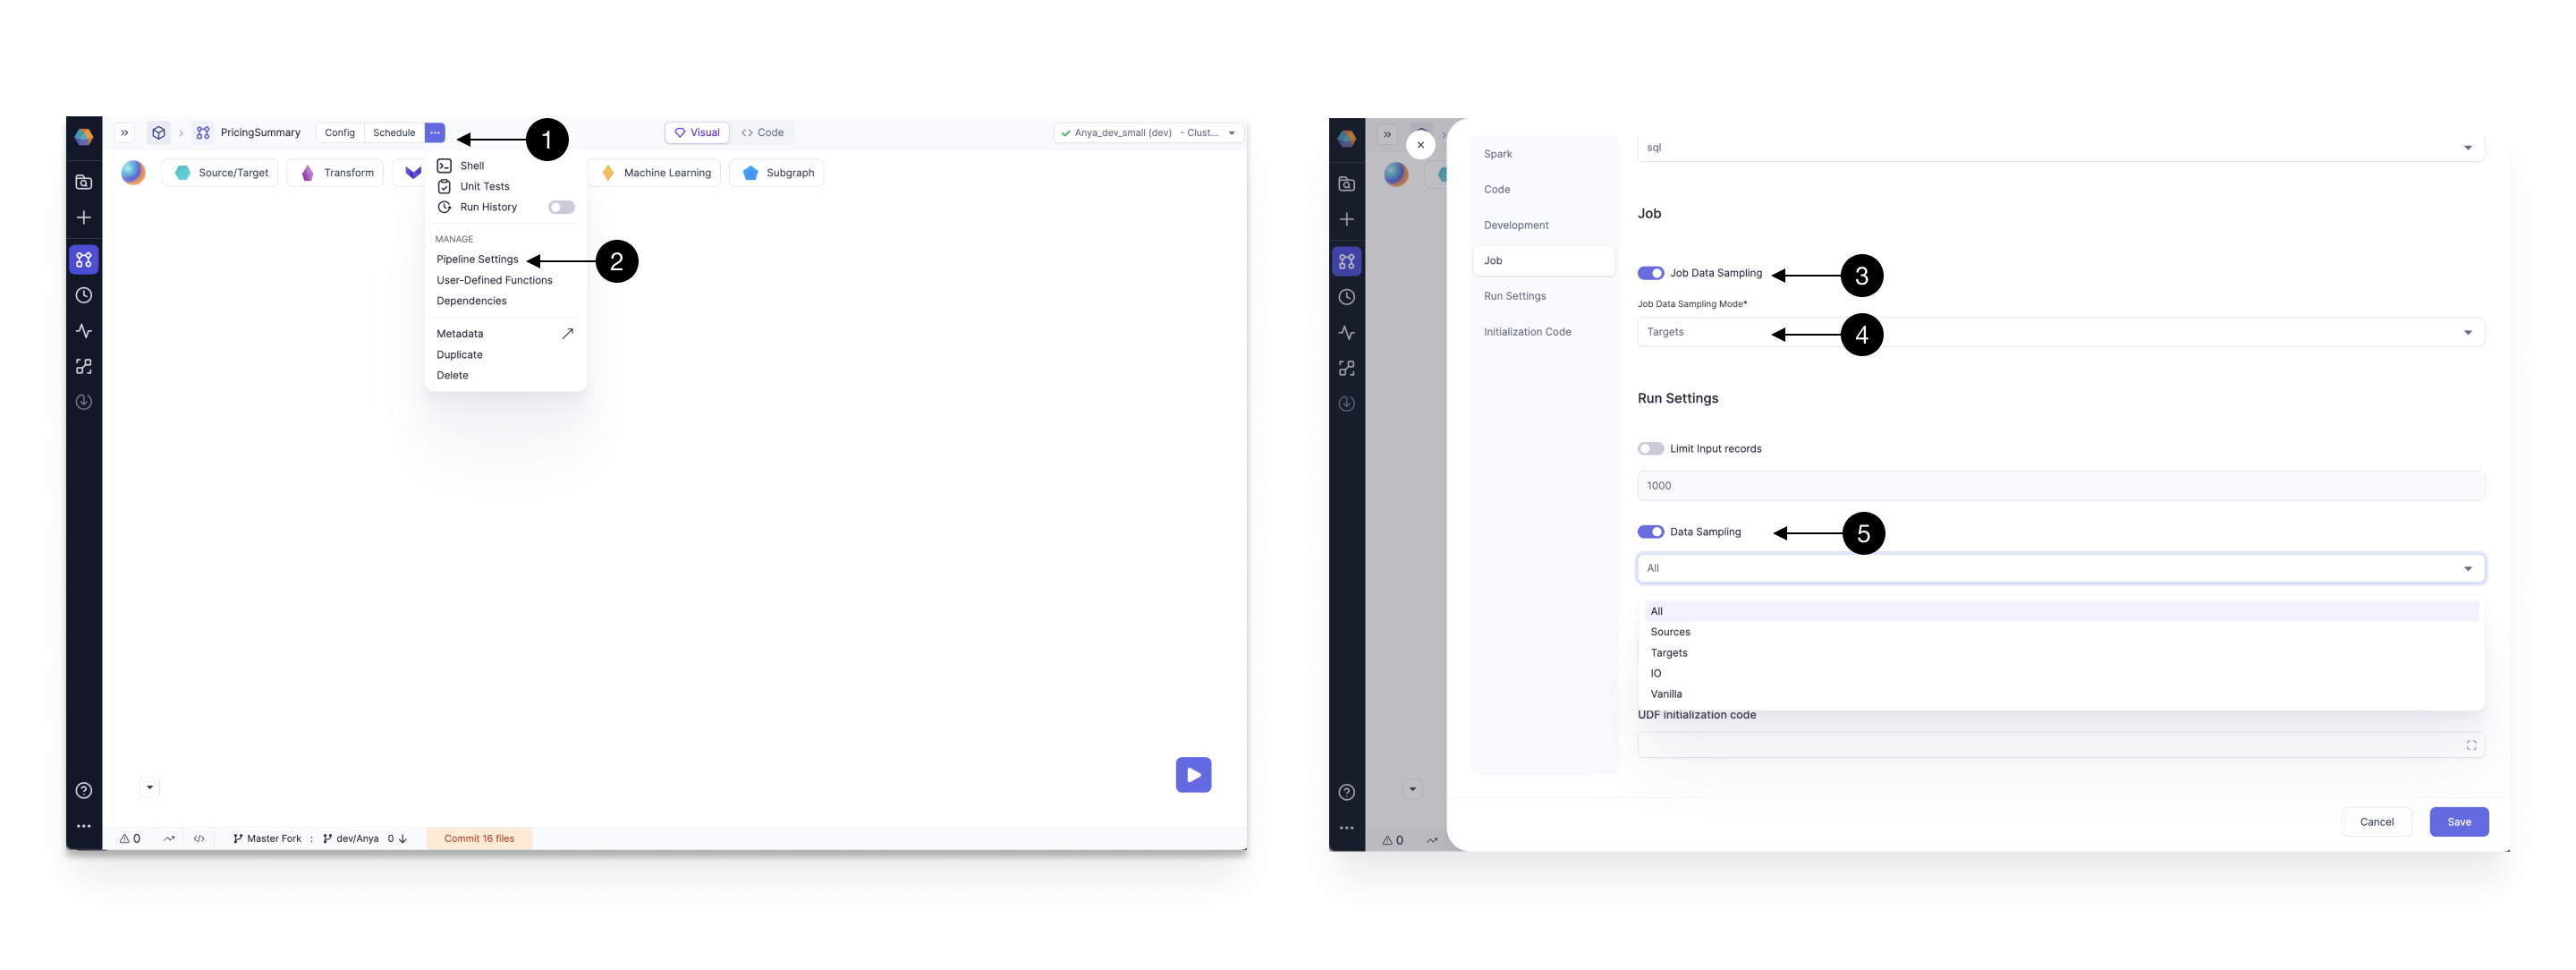 PricingSummary
Config
Schedule
...
1
Visual
<> Code
Anya_dev_small (dev) - Clust...
Source/Target
Transform
Machine Learning
Subgraph
Shell
Unit Tests
Run History
MANAGE
Pipeline Settings
2
User-Defined Functions
Dependencies
Metadata
Duplicate
Delete
0
</>
Master Fork :
dev/Anya 0
Commit 16 files
Spark
Code
Development
Job
Run Settings
Initialization Code
sql
Job
Job Data Sampling
3
Job Data Sampling Mode*
Targets
4
Run Settings
Limit Input records
1000
Data Sampling
5
All
All
Sources
Targets
IO
Vanilla
UDF initialization code
0
Cancel
Save